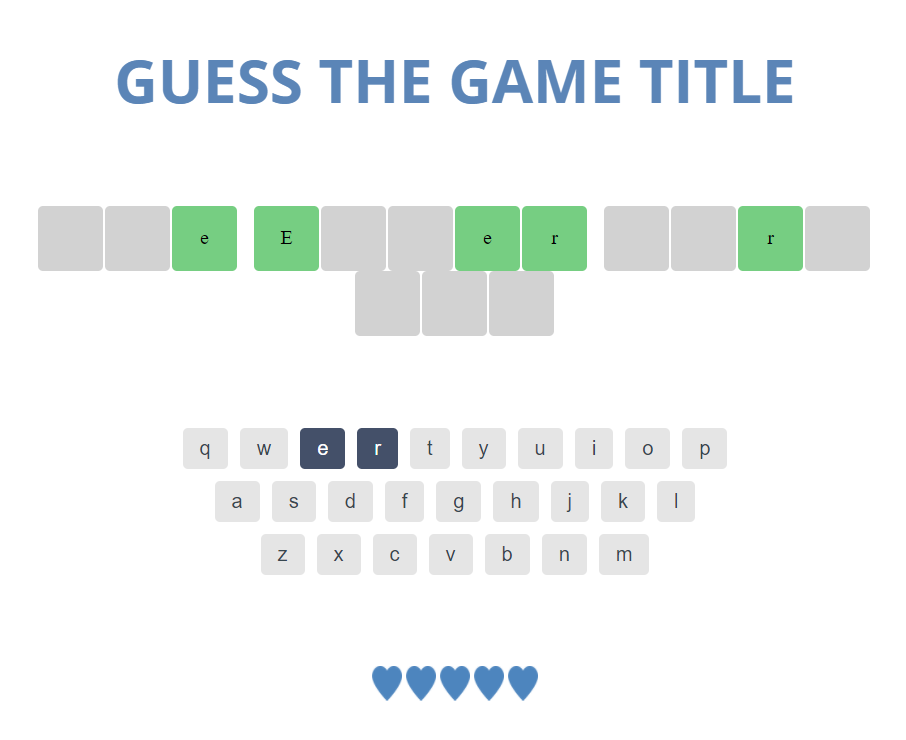 GUESS THE GAME TITLE
e E e r r
q w e r t y u i o p
a s d f g h j k l
z x c v b n m